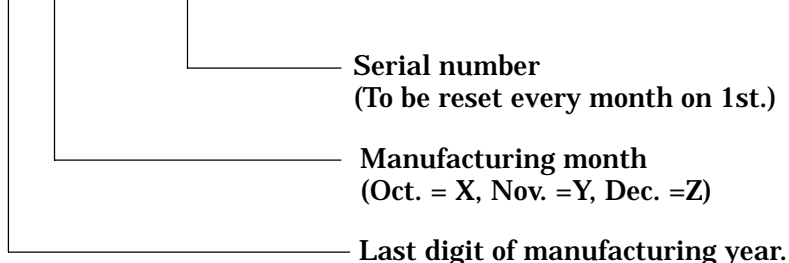 Serial number
(To be reset every month on 1st.)
Manufacturing month
(Oct. = X, Nov. =Y, Dec. =Z)
Last digit of manufacturing year.